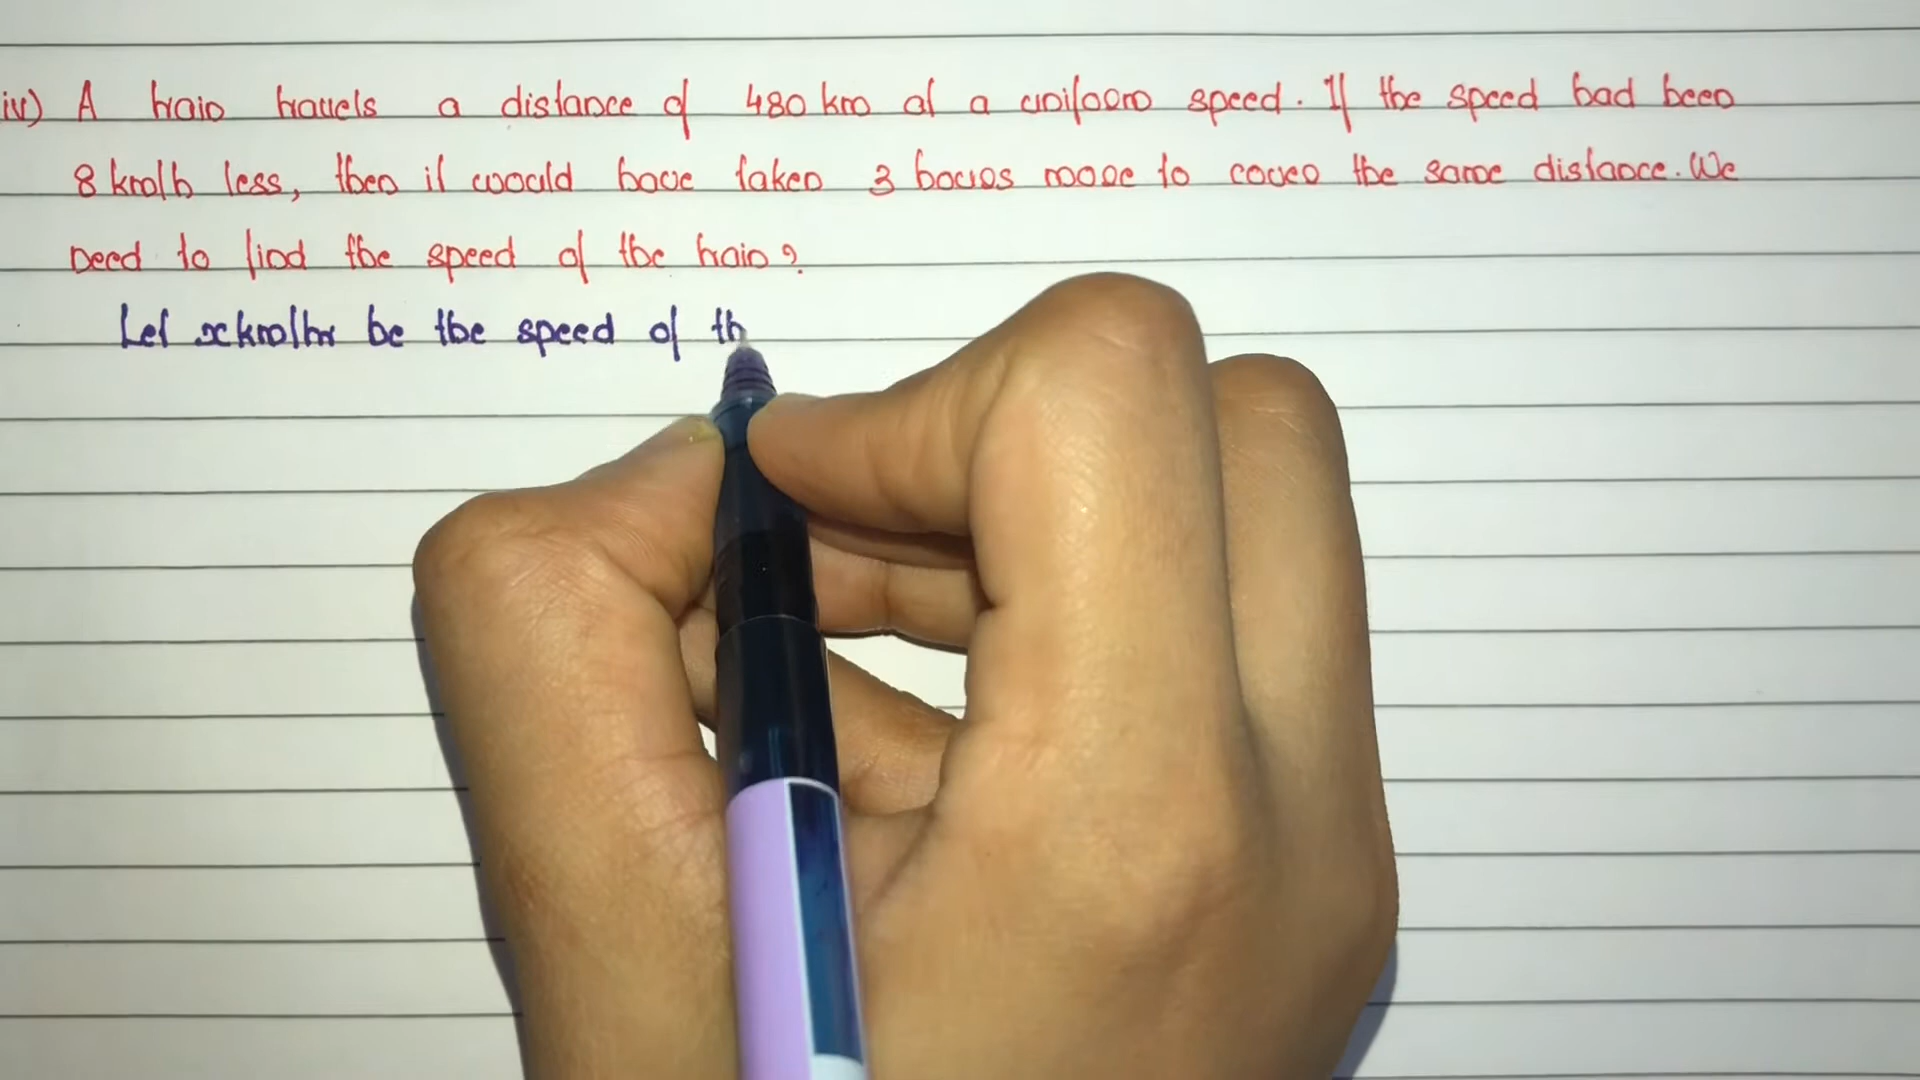 iv) A train travels a distance of 480 km at a uniform speed. If the speed had been
8 km/h less, then it would have taken 3 hours more to cover the same distance. We
need to find the speed of the train?
Let x km/hr be the speed of th